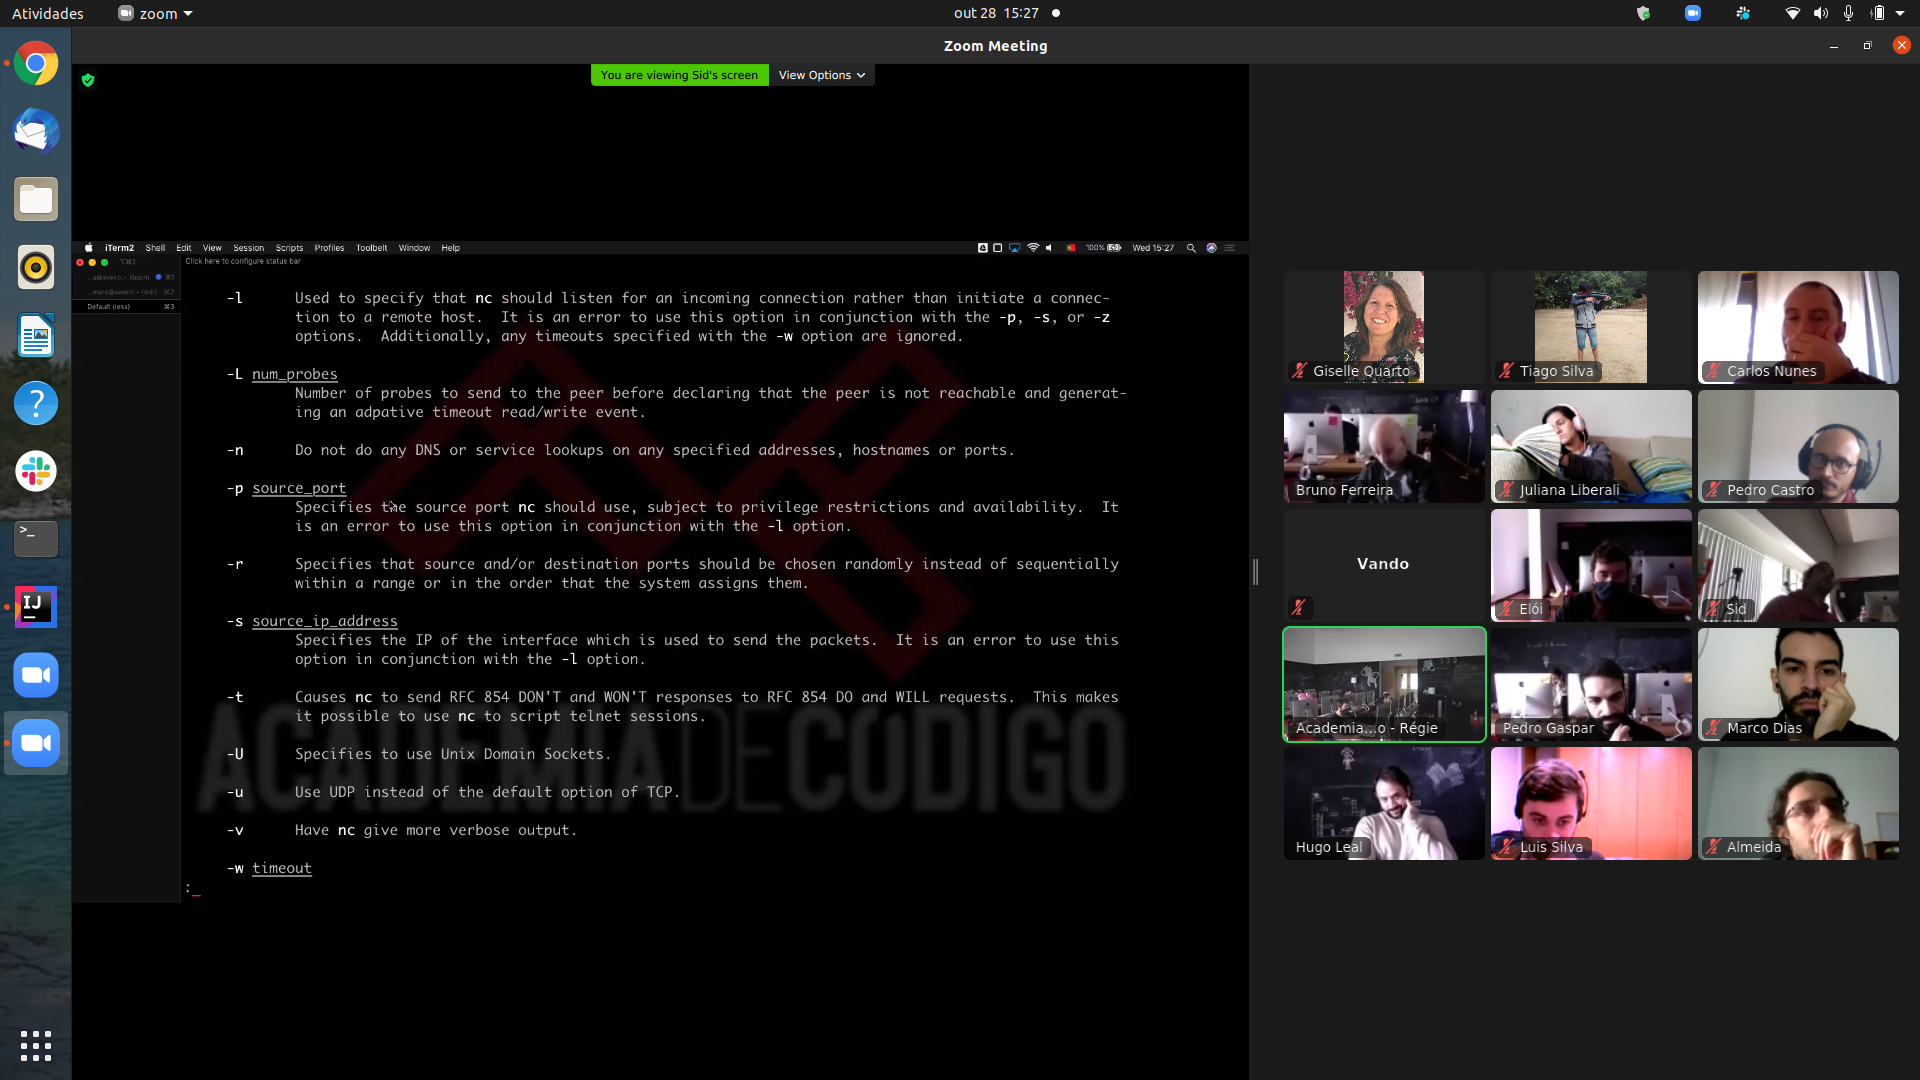 Atividades
zoom
out 28 15:27
Zoom Meeting
You are viewing Sid's screen
View Options
iTerm2 Shell Edit View Session Scripts Profiles Toolbelt Window Help
100%
Wed 15:27
Click here to configure status bar
Default (less)
-l Used to specify that nc should listen for an incoming connection rather than initiate a connec-
tion to a remote host. It is an error to use this option in conjunction with the -p, -s, or -z
options. Additionally, any timeouts specified with the -w option are ignored.
-L num_probes
Number of probes to send to the peer before declaring that the peer is not reachable and generat-
ing an adpative timeout read/write event.
-n Do not do any DNS or service lookups on any specified addresses, hostnames or ports.
-p source_port
Specifies the source port nc should use, subject to privilege restrictions and availability. It
is an error to use this option in conjunction with the -l option.
-r Specifies that source and/or destination ports should be chosen randomly instead of sequentially
within a range or in the order that the system assigns them.
-s source_ip_address
Specifies the IP of the interface which is used to send the packets. It is an error to use this
option in conjunction with the -l option.
-t Causes nc to send RFC 854 DON'T and WON'T responses to RFC 854 DO and WILL requests. This makes
it possible to use nc to script telnet sessions.
-U Specifies to use Unix Domain Sockets.
-u Use UDP instead of the default option of TCP.
-v Have nc give more verbose output.
-w timeout
:
ACADEMIA DE CÓDIGO
Giselle Quarto
Tiago Silva
Carlos Nunes
Bruno Ferreira
Juliana Liberali
Pedro Castro
Vando
Elói
Sid
Academia...o - Régie
Pedro Gaspar
Marco Dias
Hugo Leal
Luis Silva
Almeida